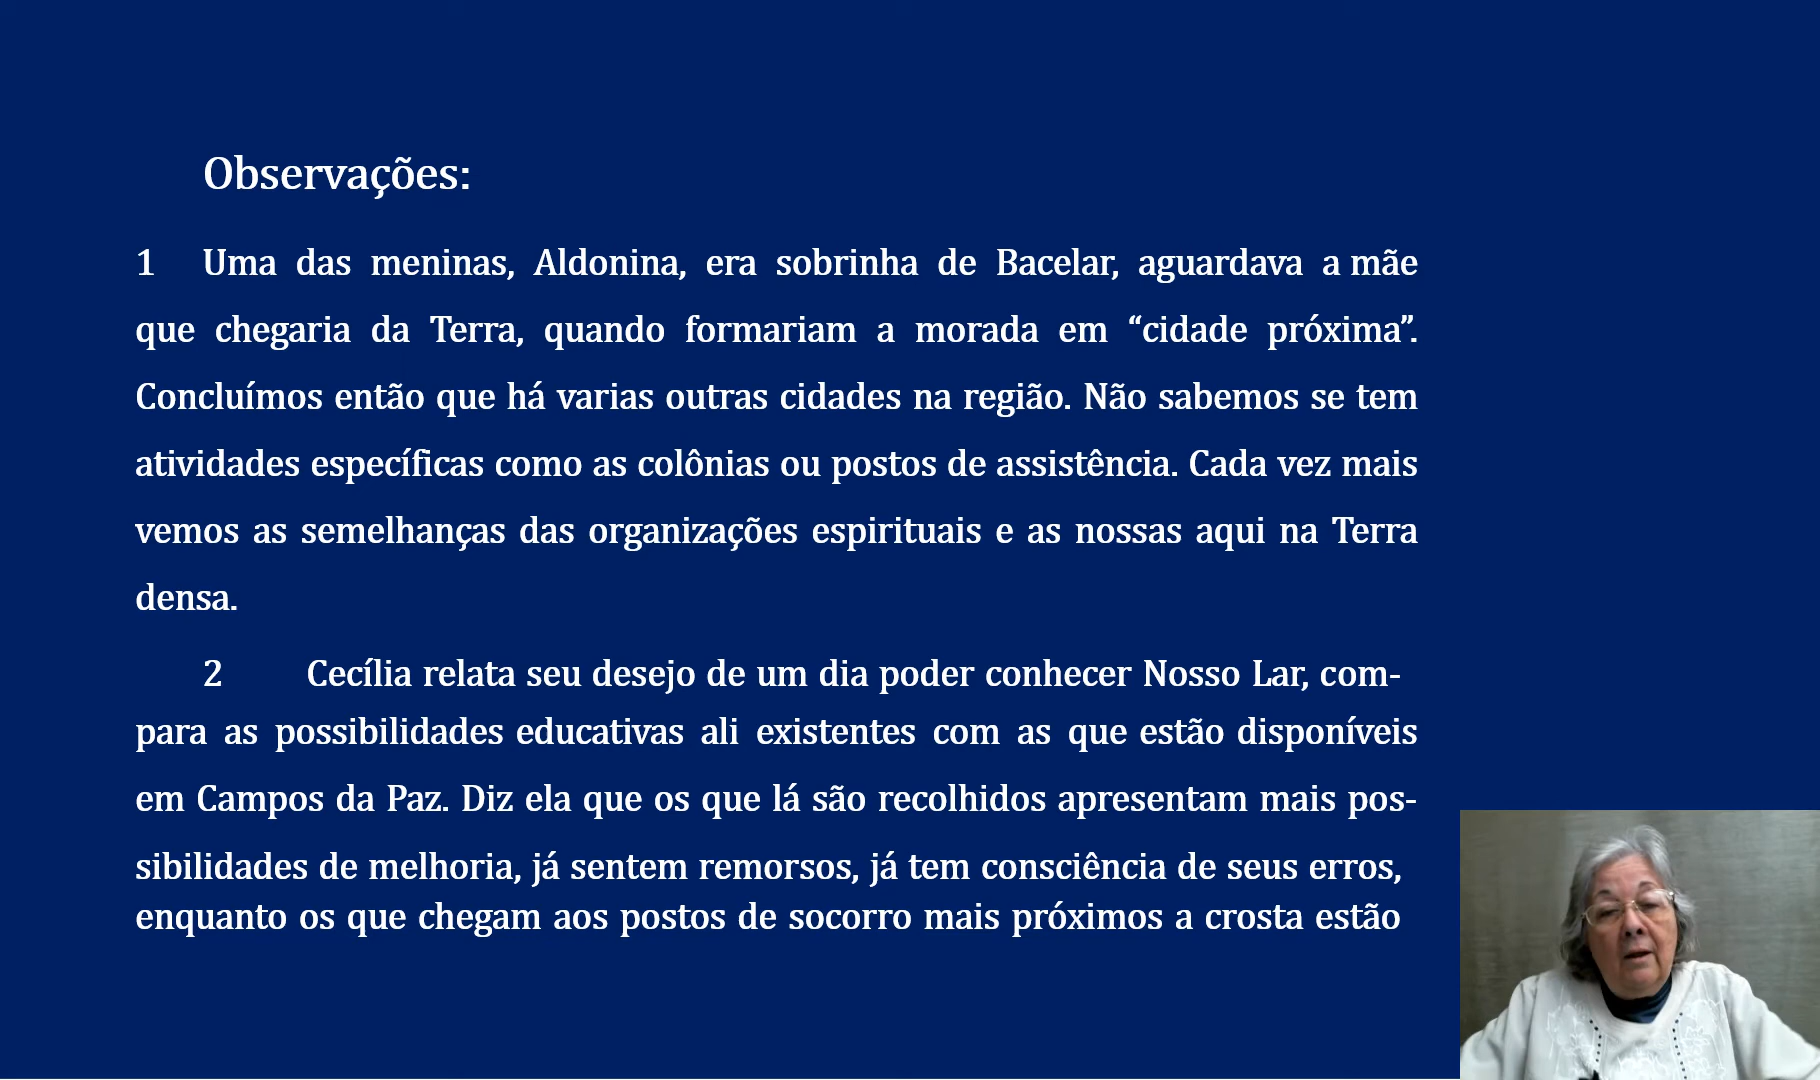 Observações:
1 Uma das meninas, Aldonina, era sobrinha de Bacelar, aguardava a mãe
que chegaria da Terra, quando formariam a morada em “cidade próxima”.
Concluímos então que há varias outras cidades na região. Não sabemos se tem
atividades específicas como as colônias ou postos de assistência. Cada vez mais
vemos as semelhanças das organizações espirituais e as nossas aqui na Terra
densa.
2 Cecília relata seu desejo de um dia poder conhecer Nosso Lar, com-
para as possibilidades educativas ali existentes com as que estão disponíveis
em Campos da Paz. Diz ela que os que lá são recolhidos apresentam mais pos-
sibilidades de melhoria, já sentem remorsos, já tem consciência de seus erros,
enquanto os que chegam aos postos de socorro mais próximos a crosta estão